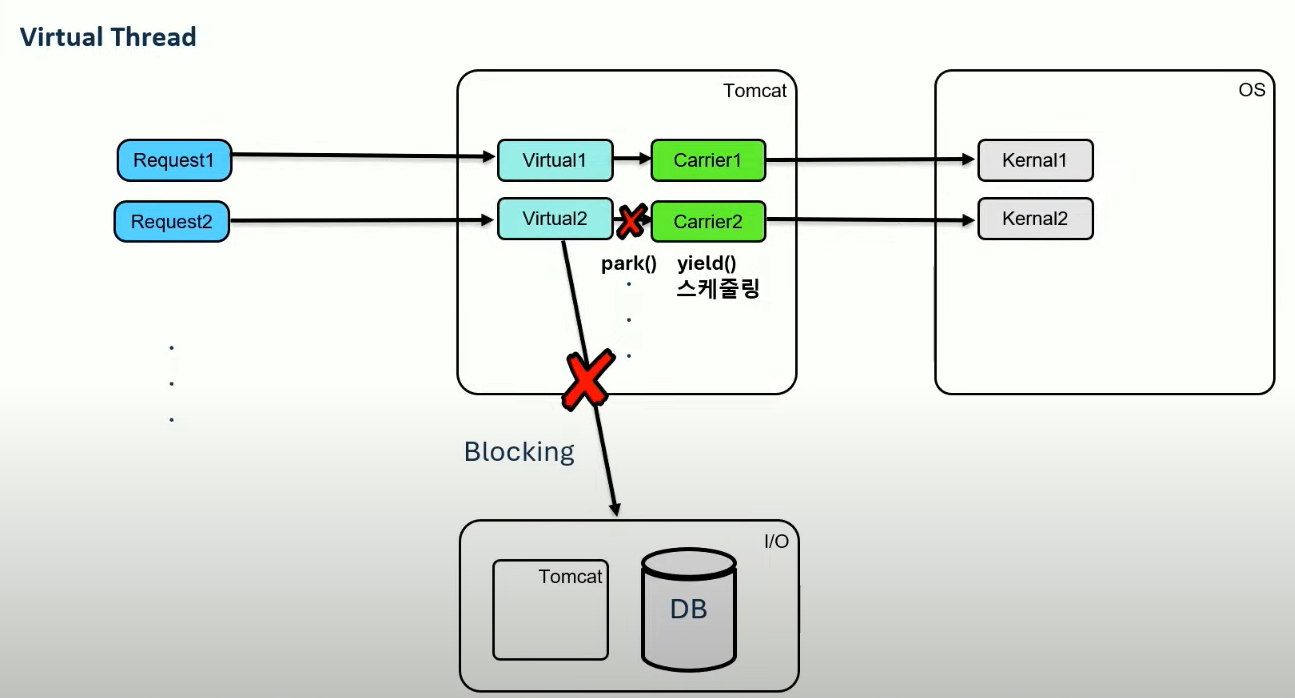 Virtual Thread
Tomcat
OS
Request1
Virtual1
Carrier1
Kernal1
Request2
Virtual2
Carrier2
Kernal2
park()
yield()
스케줄링
Blocking
I/O
Tomcat
DB